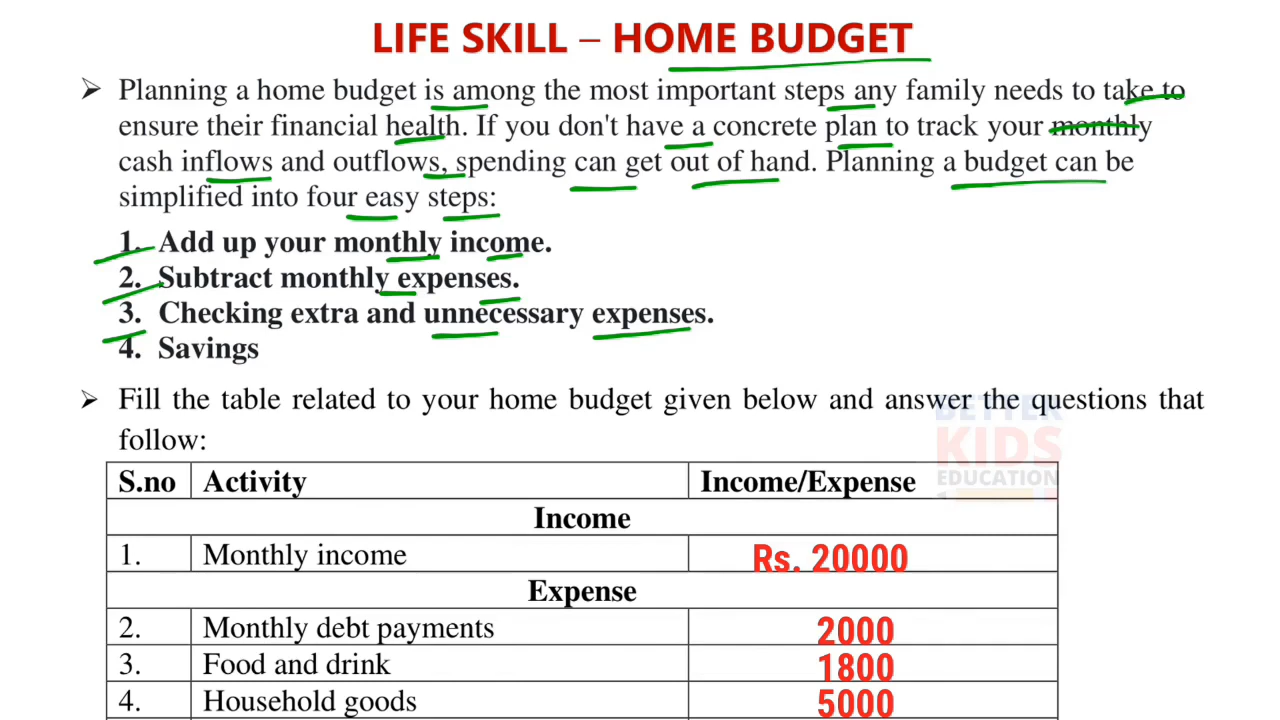 LIFE SKILL – HOME BUDGET
➢ Planning a home budget is among the most important steps any family needs to take to
ensure their financial health. If you don't have a concrete plan to track your monthly
cash inflows and outflows, spending can get out of hand. Planning a budget can be
simplified into four easy steps:
1. Add up your monthly income.
2. Subtract monthly expenses.
3. Checking extra and unnecessary expenses.
4. Savings
➢ Fill the table related to your home budget given below and answer the questions that
follow:
BETTER
KIDS
EDUCATION
S.no Activity Income/Expense
Income
1. Monthly income Rs. 20000
Expense
2. Monthly debt payments 2000
3. Food and drink 1800
4. Household goods 5000